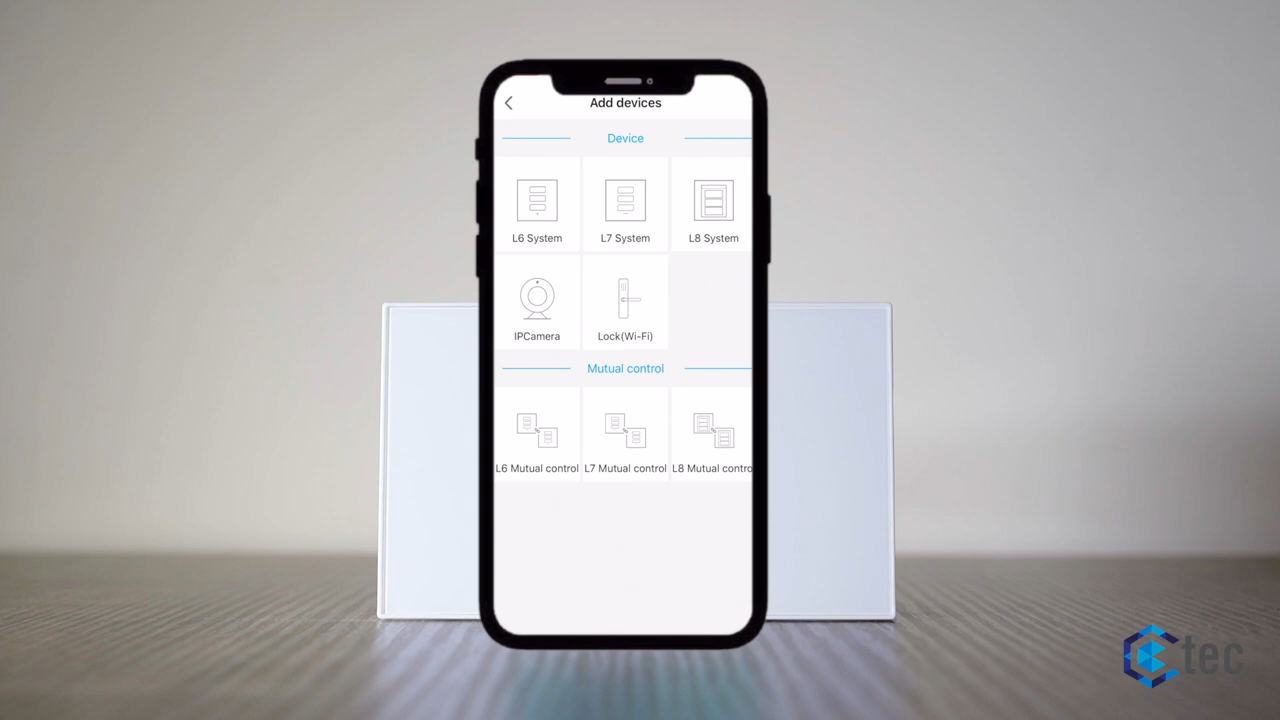 Add devices
Device
L6 System
L7 System
L8 System
IPCamera
Lock(Wi-Fi)
Mutual control
L6 Mutual control
L7 Mutual control
L8 Mutual contro
tec